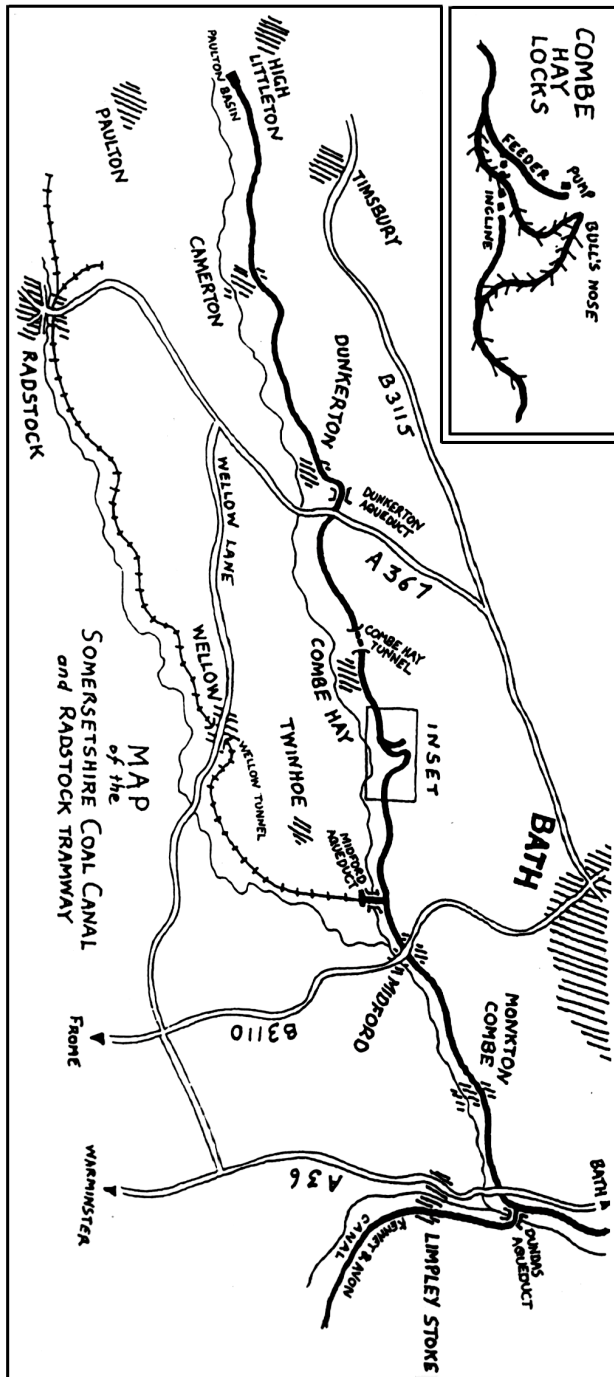 COMBE
HAY
LOCKS
FEEDER
PUMP
INCLINE
BULL'S NOSE
HIGH
LITTLETON
PAULTON BASIN
PAULTON
TIMSBURY
CAMERTON
RADSTOCK
DUNKERTON
B3115
DUNKERTON
AQUEDUCT
A367
WELLOW LANE
COMBE HAY
TUNNEL
COMBE HAY
WELLOW
WELLOW TUNNEL
TWINHOE
INSET
BATH
MIDFORD
AQUEDUCT
MIDFORD
MONKTON
COMBE
B3110
FROME
WARMINSTER
A36
BATH
DUNDAS
AQUEDUCT
LIMPLEY STOKE
KENNET & AVON
CANAL
MAP
of the
SOMERSETSHIRE COAL CANAL
and RADSTOCK TRAMWAY